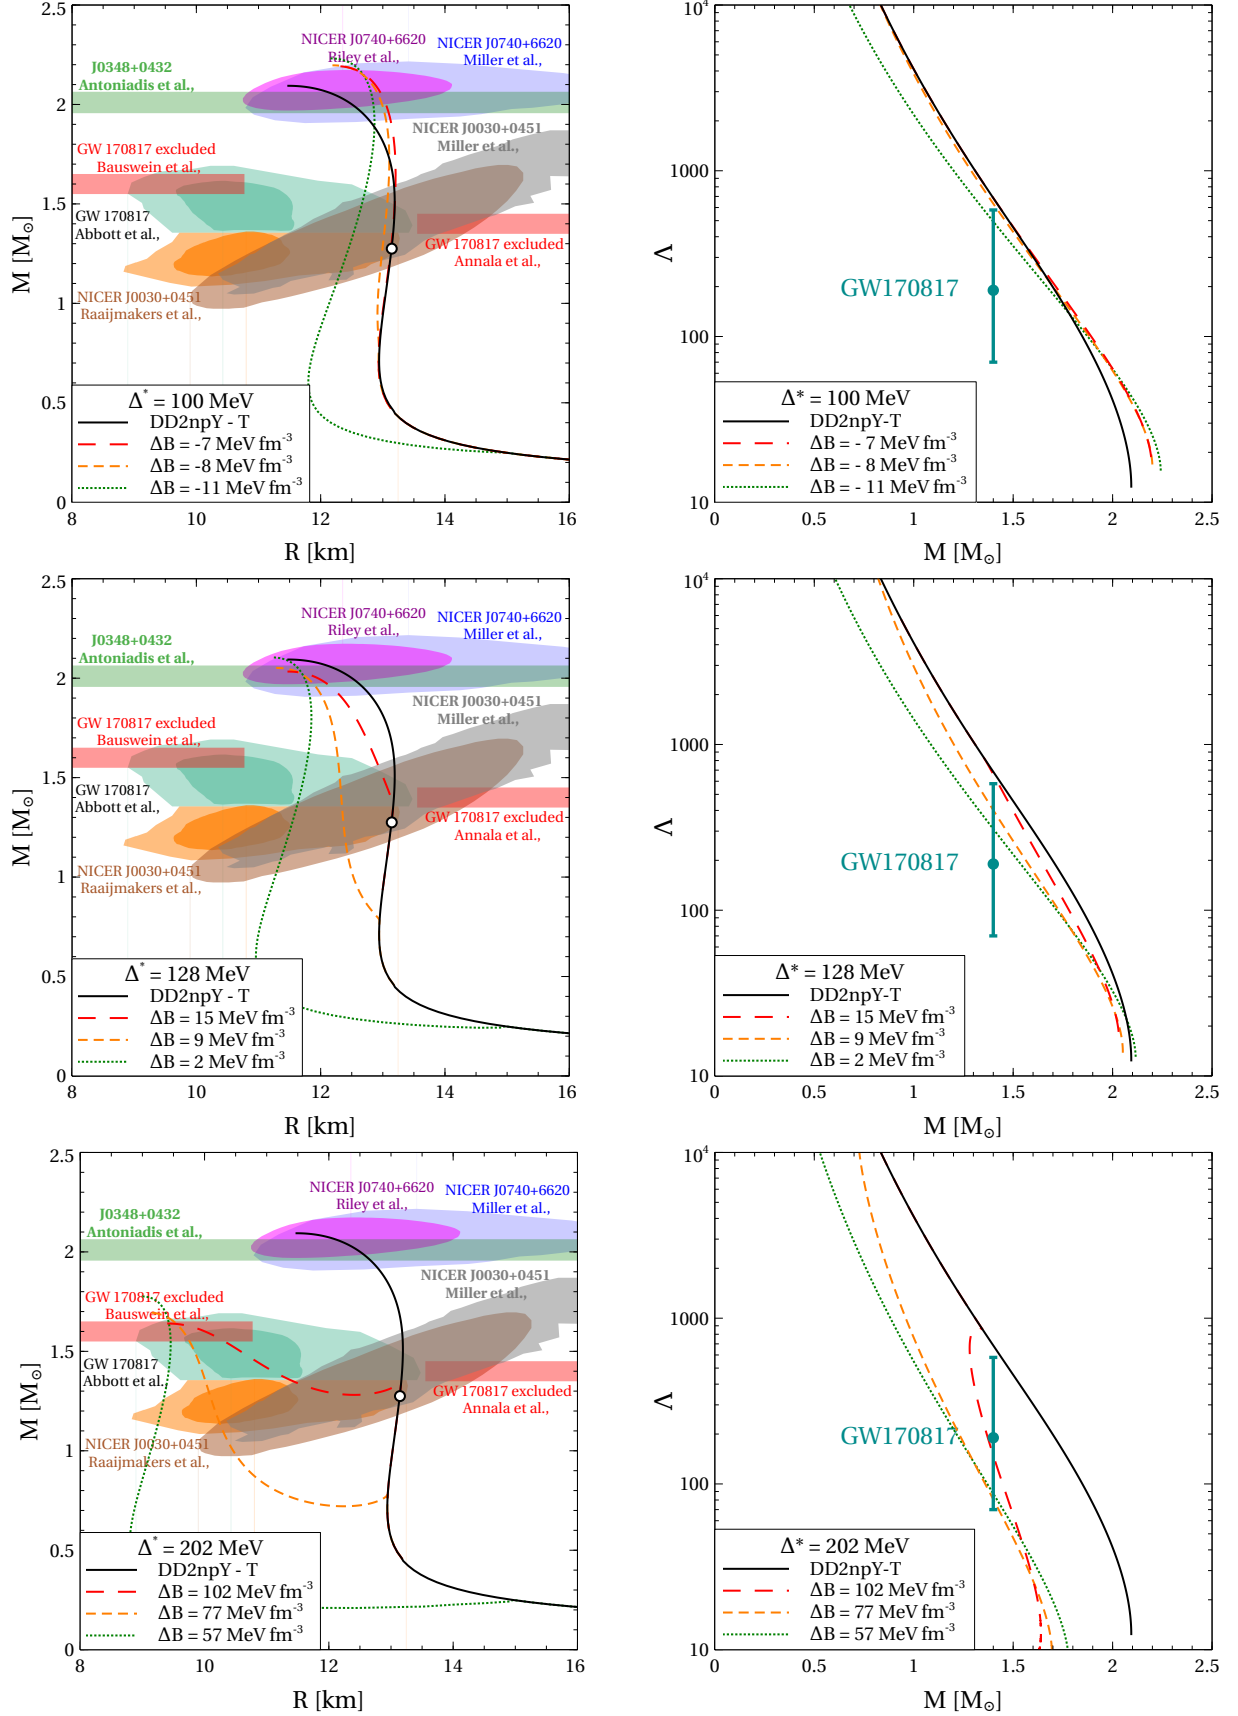 2.5
2
1.5
1
0.5
0
M [M⊙]
NICER J0740+6620
Riley et al.,
NICER J0740+6620
Miller et al.,
J0348+0432
Antoniadis et al.,
NICER J0030+0451
Miller et al.,
GW 170817 excluded
Bauswein et al.,
GW 170817
Abbott et al.,
GW 170817 excluded
Annala et al.,
NICER J0030+0451
Raaijmakers et al.,
Δ* = 100 MeV
DD2npY - T
ΔB = -7 MeV fm⁻³
ΔB = -8 MeV fm⁻³
ΔB = -11 MeV fm⁻³
8 10 12 14 16
R [km]
10⁴
1000
100
10
Λ
GW170817
Δ* = 100 MeV
DD2npY-T
ΔB = - 7 MeV fm⁻³
ΔB = - 8 MeV fm⁻³
ΔB = - 11 MeV fm⁻³
0 0.5 1 1.5 2 2.5
M [M⊙]
2.5
2
1.5
1
0.5
0
M [M⊙]
NICER J0740+6620
Riley et al.,
NICER J0740+6620
Miller et al.,
J0348+0432
Antoniadis et al.,
NICER J0030+0451
Miller et al.,
GW 170817 excluded
Bauswein et al.,
GW 170817
Abbott et al.,
GW 170817 excluded
Annala et al.,
NICER J0030+0451
Raaijmakers et al.,
Δ* = 128 MeV
DD2npY - T
ΔB = 15 MeV fm⁻³
ΔB = 9 MeV fm⁻³
ΔB = 2 MeV fm⁻³
8 10 12 14 16
R [km]
10⁴
1000
100
10
Λ
GW170817
Δ* = 128 MeV
DD2npY-T
ΔB = 15 MeV fm⁻³
ΔB = 9 MeV fm⁻³
ΔB = 2 MeV fm⁻³
0 0.5 1 1.5 2 2.5
M [M⊙]
2.5
2
1.5
1
0.5
0
M [M⊙]
NICER J0740+6620
Riley et al.,
NICER J0740+6620
Miller et al.,
J0348+0432
Antoniadis et al.,
NICER J0030+0451
Miller et al.,
GW 170817 excluded
Bauswein et al.,
GW 170817
Abbott et al.,
GW 170817 excluded
Annala et al.,
NICER J0030+0451
Raaijmakers et al.,
Δ* = 202 MeV
DD2npY - T
ΔB = 102 MeV fm⁻³
ΔB = 77 MeV fm⁻³
ΔB = 57 MeV fm⁻³
8 10 12 14 16
R [km]
10⁴
1000
100
10
Λ
GW170817
Δ* = 202 MeV
DD2npY-T
ΔB = 102 MeV fm⁻³
ΔB = 77 MeV fm⁻³
ΔB = 57 MeV fm⁻³
0 0.5 1 1.5 2 2.5
M [M⊙]